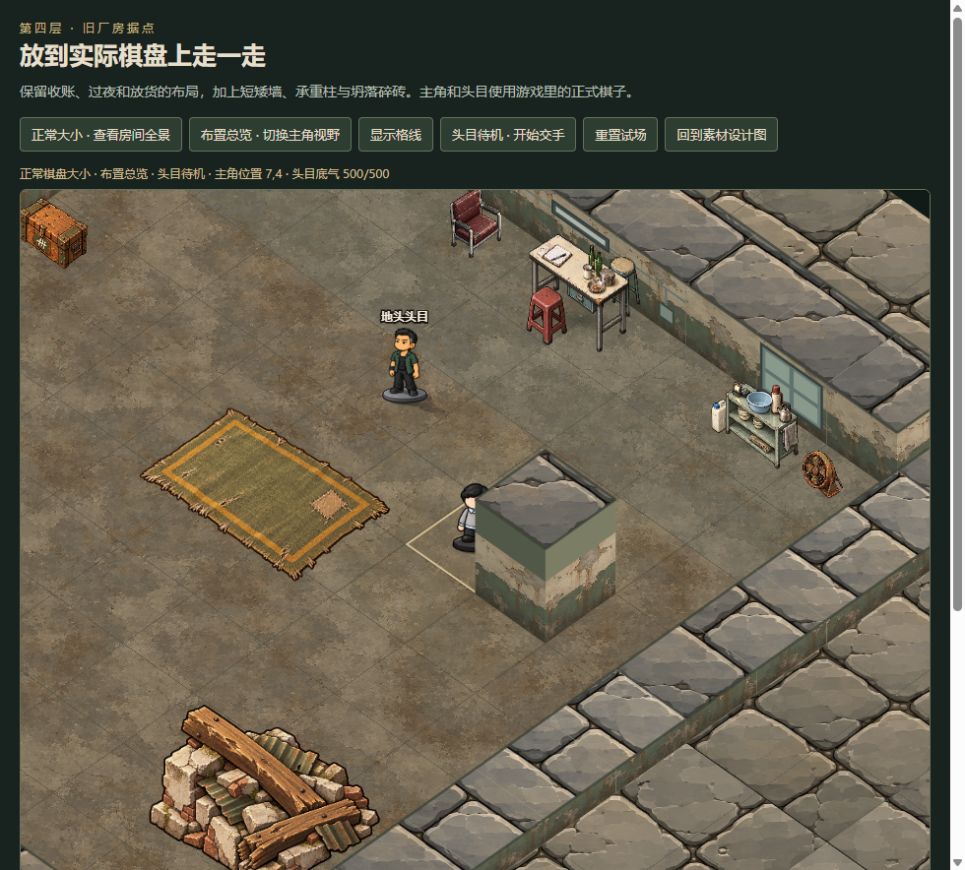 第四层 · 旧厂房据点
放到实际棋盘上走一走
保留收账、过夜和放货的布局，加上短矮墙、承重柱与坍落碎砖。主角和头目使用游戏里的正式棋子。
正常大小 · 查看房间全景 布置总览 · 切换主角视野 显示格线 头目待机 · 开始交手 重置试场 回到素材设计图
正常棋盘大小 · 布置总览 · 头目待机 · 主角位置 7,4 · 头目底气 500/500
地头头目